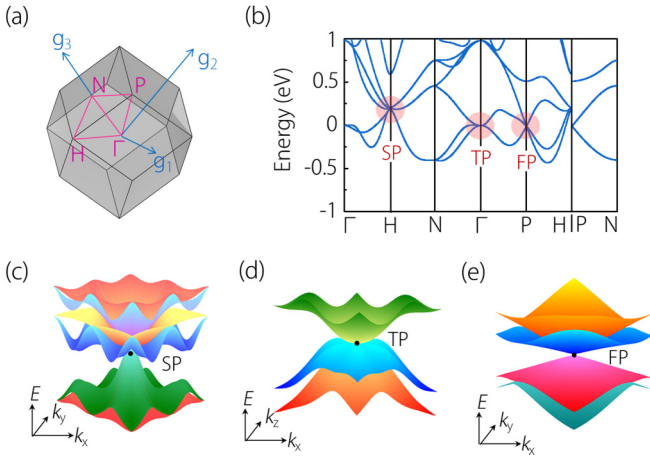 (a)
g3
N
P
g2
H
Γ
g1
(b)
Energy (eV)
1
0.5
0
-0.5
-1
SP
TP
FP
Γ
H
N
Γ
P
H|P
N
(c)
SP
E
ky
kx
(d)
TP
E
kz
kx
(e)
FP
E
ky
kx